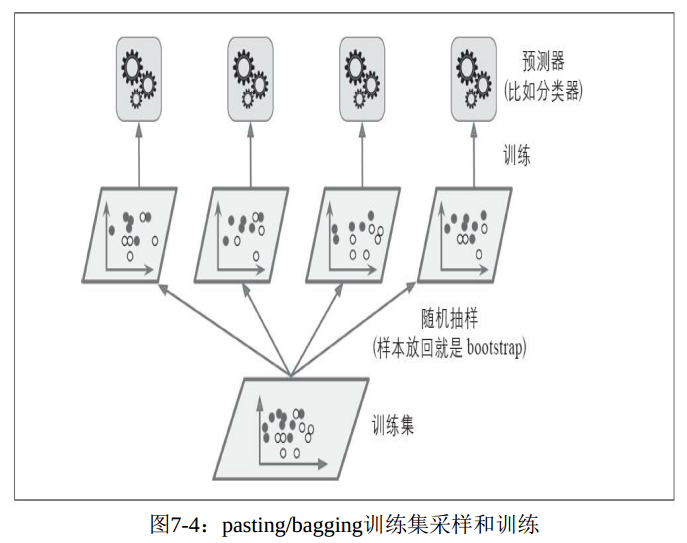 预测器
(比如分类器)
训练
随机抽样
(样本放回就是 bootstrap)
训练集
图7-4：pasting/bagging训练集采样和训练